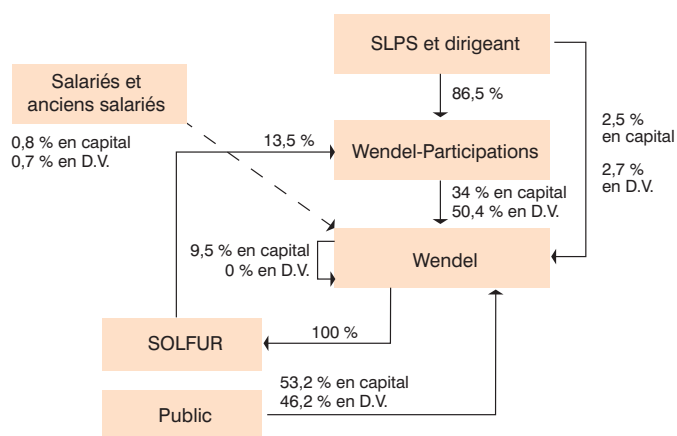 SLPS et dirigeant
Salariés et
anciens salariés
86,5 %
0,8 % en capital
0,7 % en D.V.
13,5 %
Wendel-Participations
2,5 %
en capital
2,7 %
en D.V.
34 % en capital
50,4 % en D.V.
9,5 % en capital
0 % en D.V.
Wendel
SOLFUR
100 %
53,2 % en capital
46,2 % en D.V.
Public